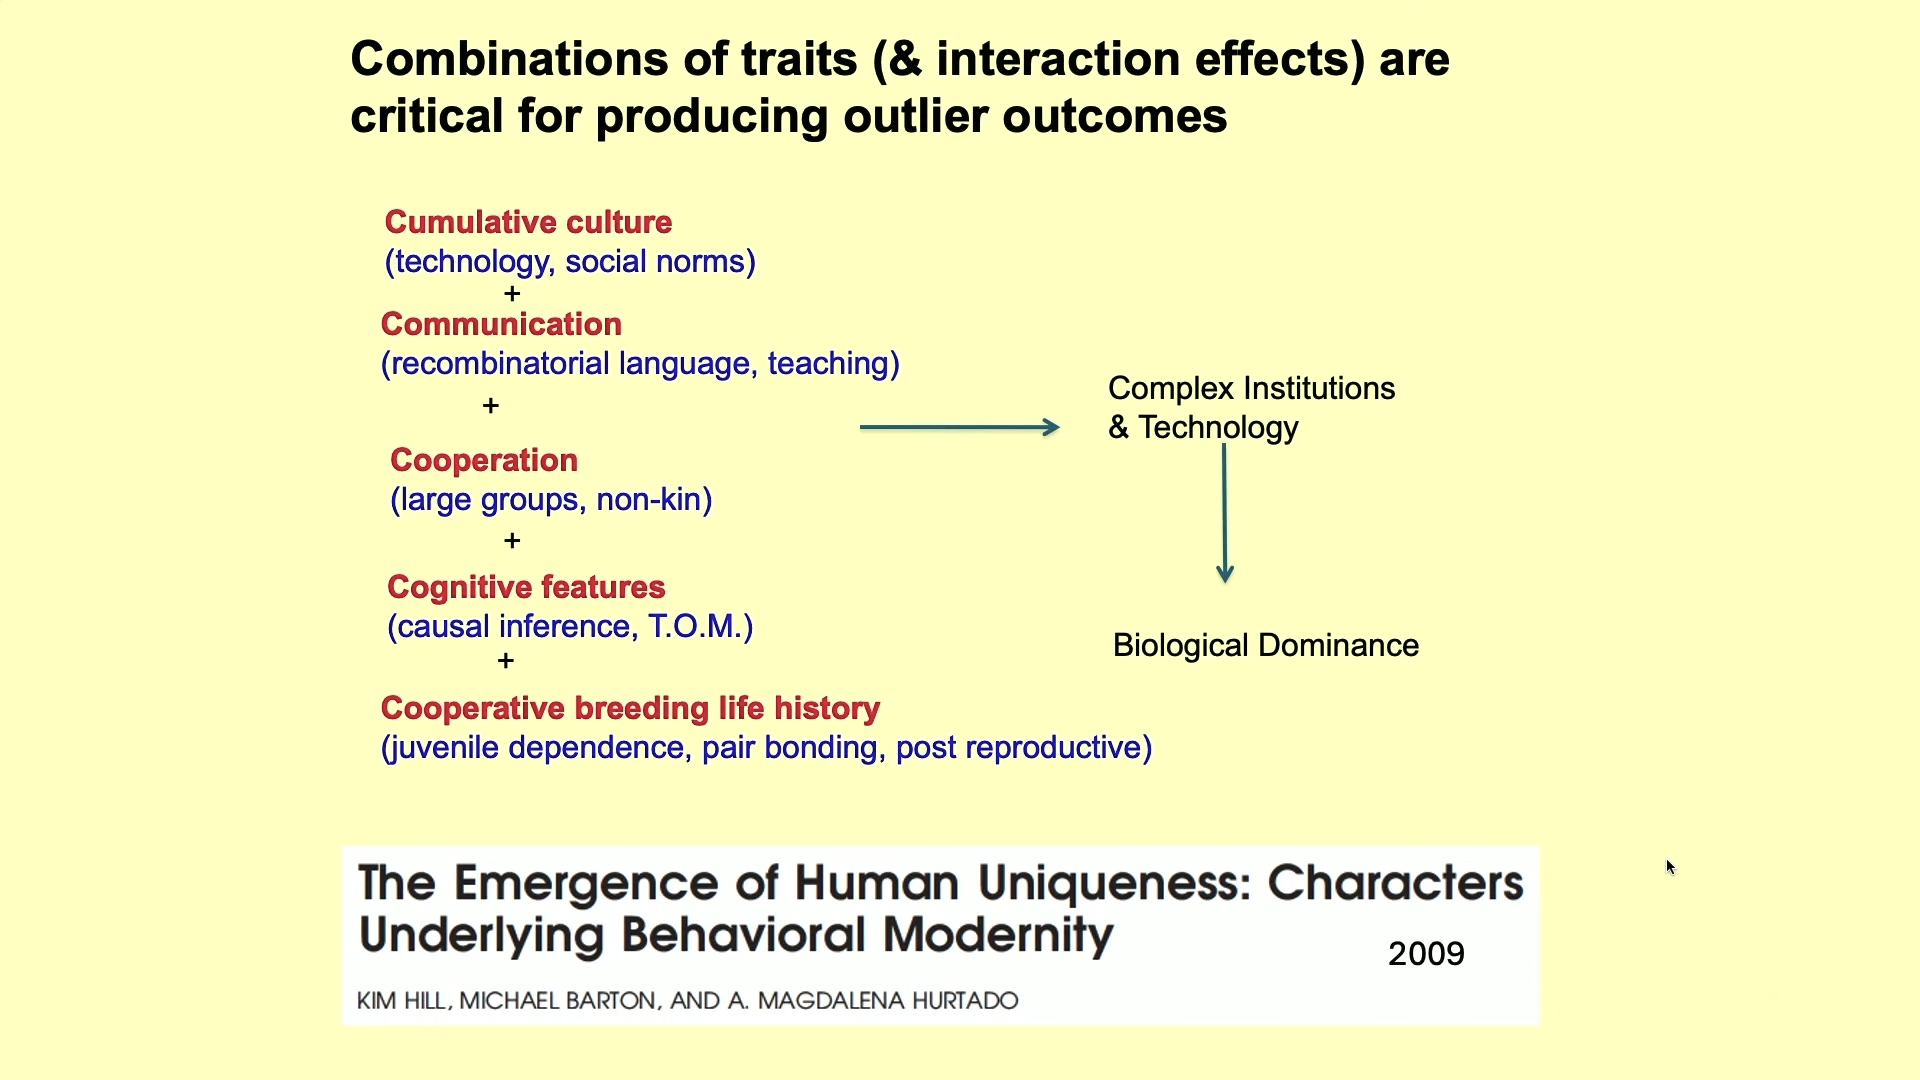 Combinations of traits (& interaction effects) are
critical for producing outlier outcomes
Cumulative culture
(technology, social norms)
+
Communication
(recombinatorial language, teaching)
+
Cooperation
(large groups, non-kin)
+
Cognitive features
(causal inference, T.O.M.)
+
Cooperative breeding life history
(juvenile dependence, pair bonding, post reproductive)
Complex Institutions
& Technology
Biological Dominance
The Emergence of Human Uniqueness: Characters
Underlying Behavioral Modernity
2009
KIM HILL, MICHAEL BARTON, AND A. MAGDALENA HURTADO